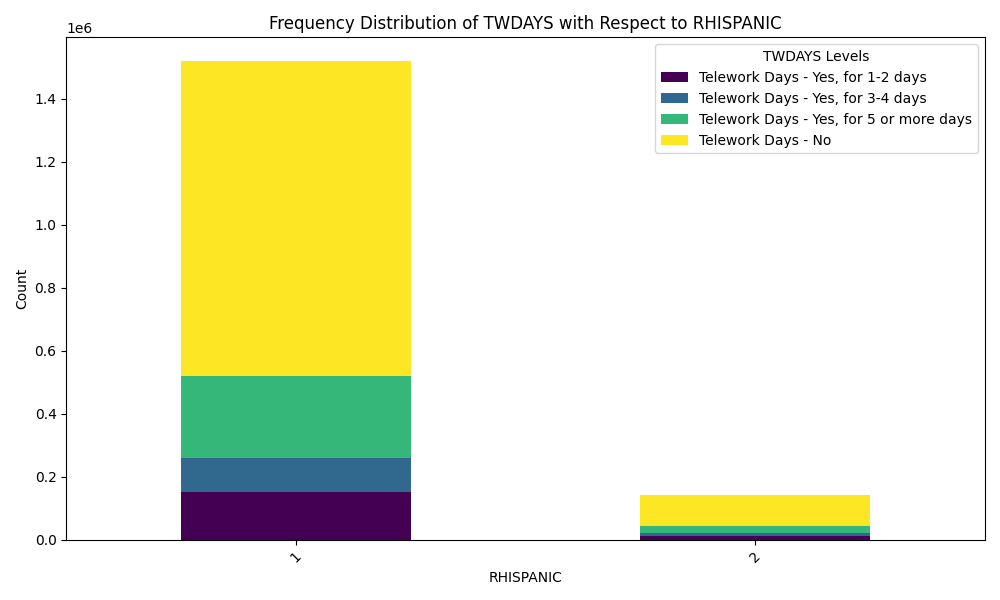 Frequency Distribution of TWDAYS with Respect to RHISPANIC
1e6
TWDAYS Levels
Telework Days - Yes, for 1-2 days
Telework Days - Yes, for 3-4 days
Telework Days - Yes, for 5 or more days
Telework Days - No
1.4
1.2
1.0
0.8
0.6
0.4
0.2
0.0
Count
1
2
RHISPANIC